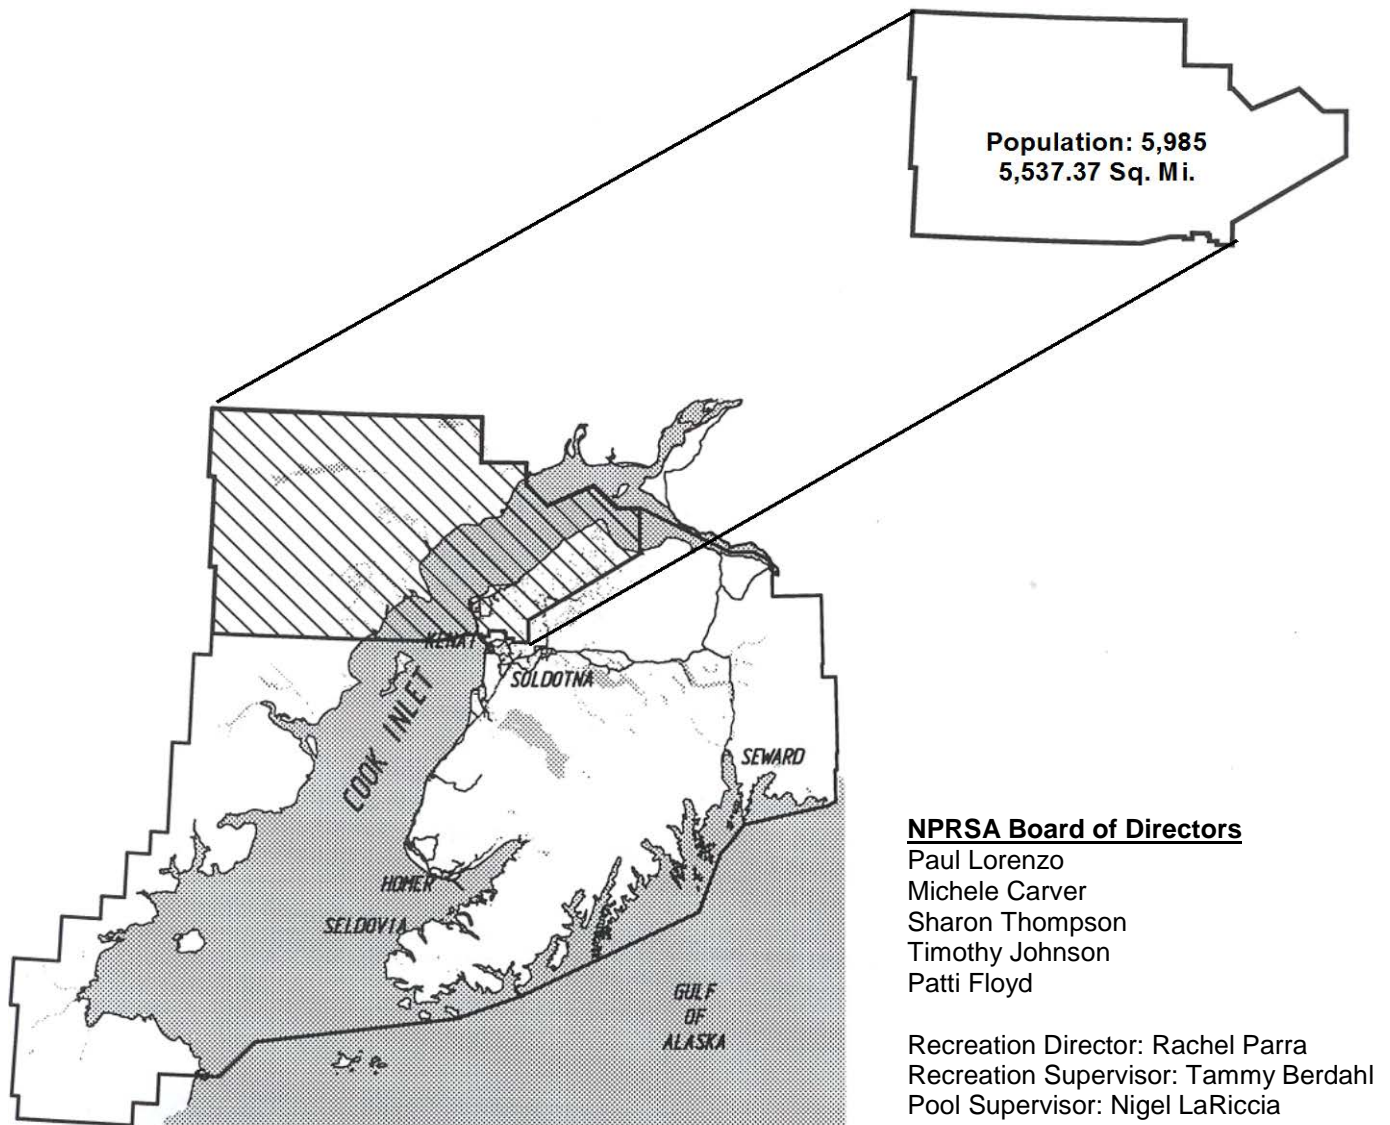 Population: 5,985
5,537.37 Sq. Mi.
KENAI
SOLDOTNA
COOK INLET
SEWARD
HOMER
SELDOVIA
GULF
OF
ALASKA
NPRSA Board of Directors
Paul Lorenzo
Michele Carver
Sharon Thompson
Timothy Johnson
Patti Floyd
Recreation Director: Rachel Parra
Recreation Supervisor: Tammy Berdahl
Pool Supervisor: Nigel LaRiccia